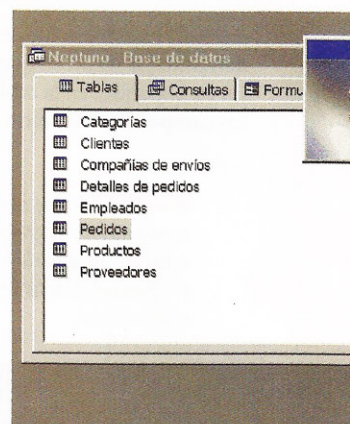 Neptuno : Base de datos
Tablas Consultas Formu
Categorías
Clientes
Compañías de envíos
Detalles de pedidos
Empleados
Pedidos
Productos
Proveedores